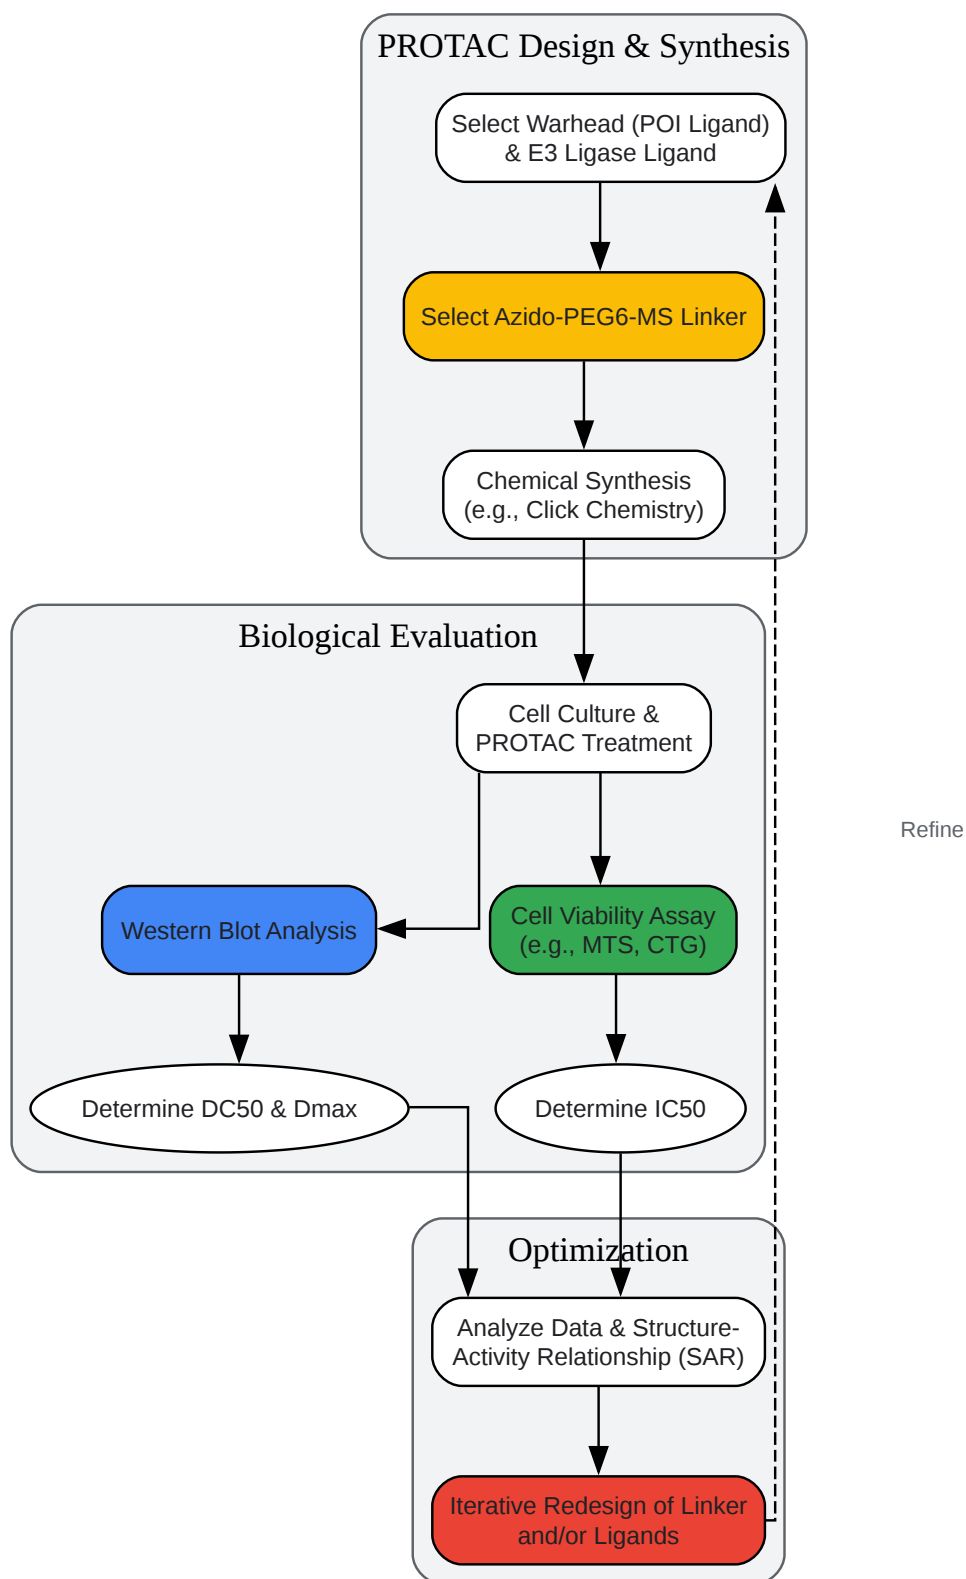 PROTAC Design & Synthesis
Select Warhead (POI Ligand)
& E3 Ligase Ligand
Select Azido-PEG6-MS Linker
Chemical Synthesis
(e.g., Click Chemistry)
Biological Evaluation
Cell Culture &
PROTAC Treatment
Refine
Western Blot Analysis
Cell Viability Assay
(e.g., MTS, CTG)
Determine DC50 & Dmax
Determine IC50
Optimization
Analyze Data & Structure-
Activity Relationship (SAR)
Iterative Redesign of Linker
and/or Ligands